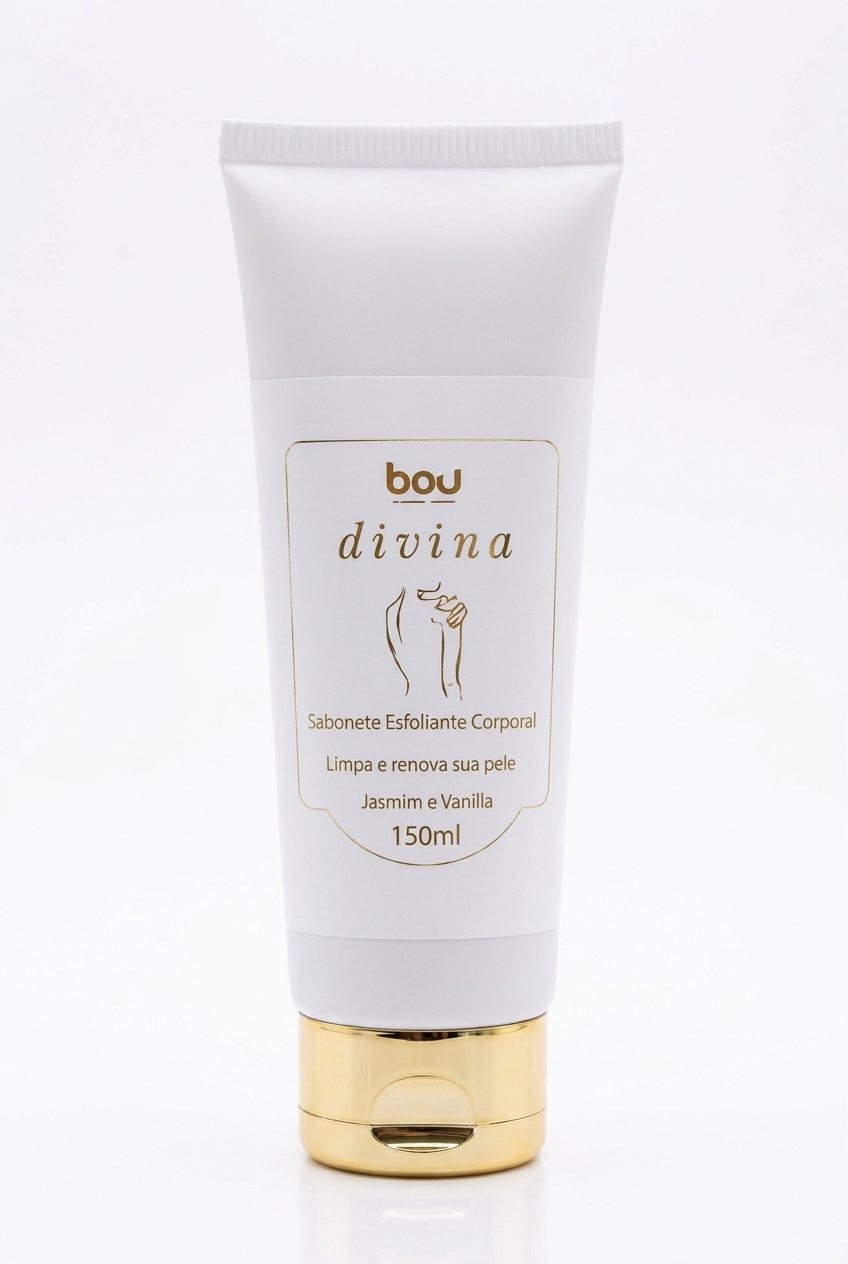 bou
divina
Sabonete Esfoliante Corporal
Limpa e renova sua pele
Jasmim e Vanilla
150ml